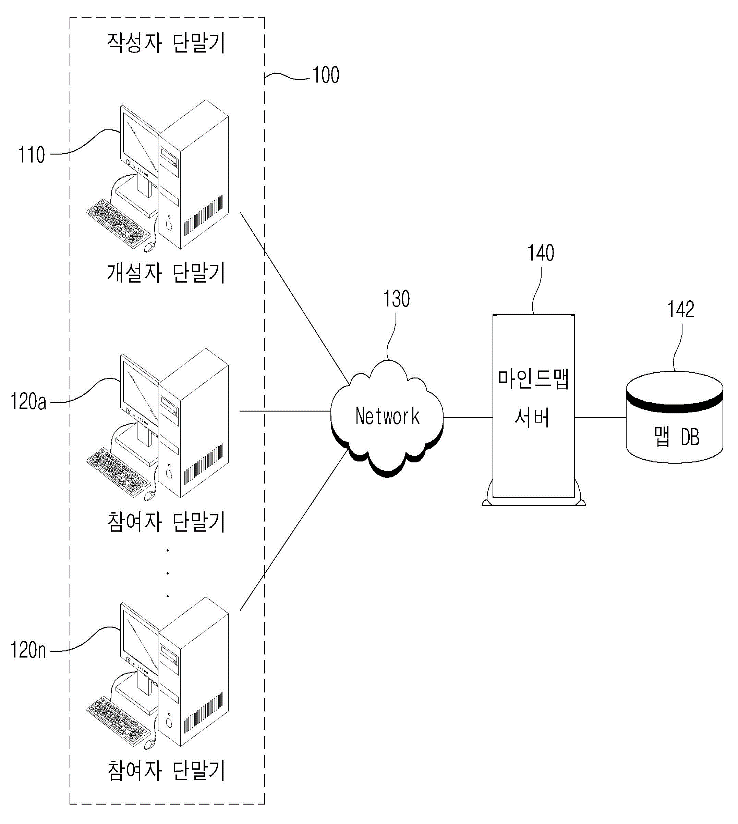 작성자 단말기
100
110
개설자 단말기
120a
참여자 단말기
120n
참여자 단말기
130
Network
140
마인드맵
서버
142
맵 DB